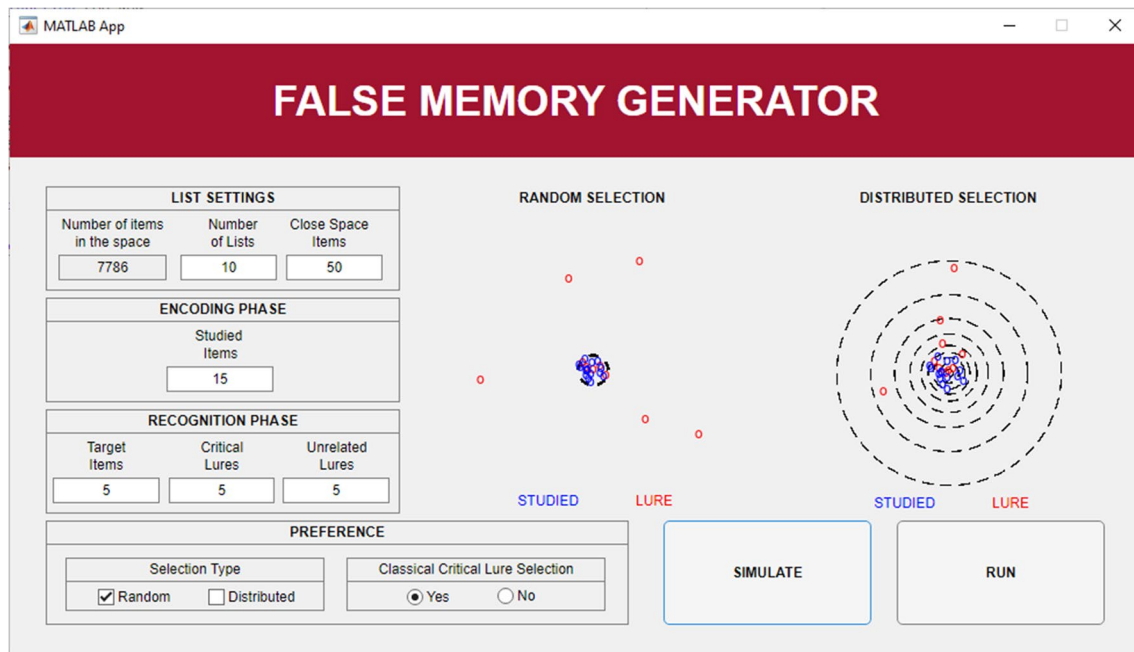 MATLAB App
FALSE MEMORY GENERATOR
LIST SETTINGS
Number of items
in the space
7786
Number
of Lists
10
Close Space
Items
50
ENCODING PHASE
Studied
Items
15
RECOGNITION PHASE
Target
Items
5
Critical
Lures
5
Unrelated
Lures
5
RANDOM SELECTION
STUDIED
LURE
DISTRIBUTED SELECTION
STUDIED
LURE
PREFERENCE
Selection Type
Random
Distributed
Classical Critical Lure Selection
Yes
No
SIMULATE
RUN